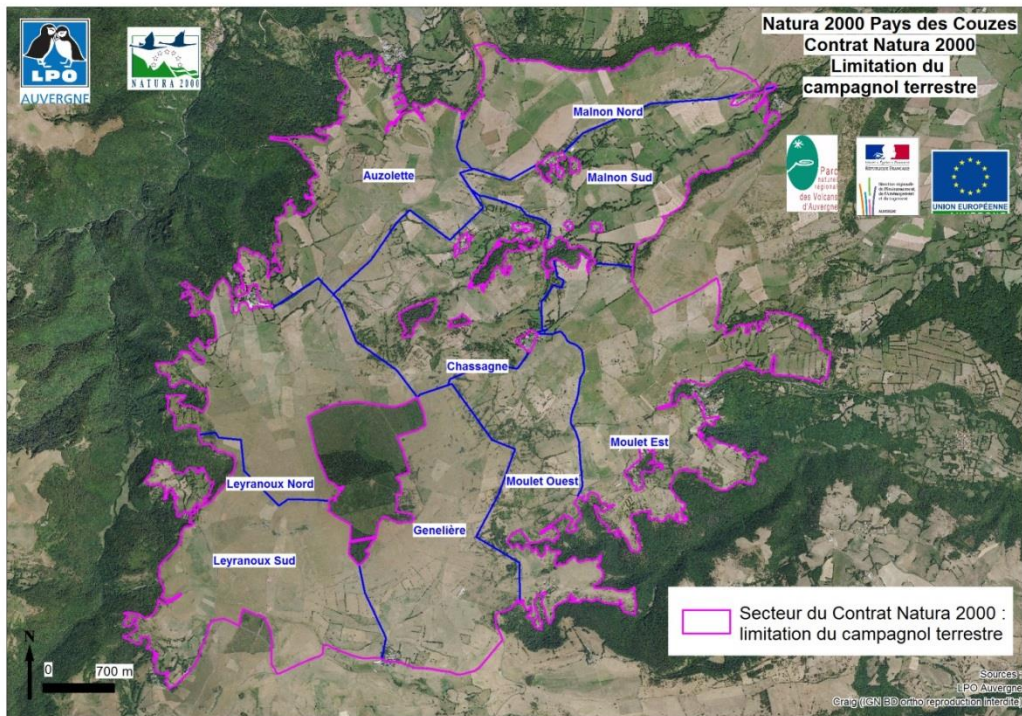 Natura 2000 Pays des Couzes
Contrat Natura 2000
Limitation du
campagnol terrestre
LPO
AUVERGNE
NATURA 2000
Parc
naturel
régional
des Volcans
d'Auvergne
RÉPUBLIQUE FRANÇAISE
UNION EUROPÉENNE
Malnon Nord
Auzolette
Malnon Sud
Chassagne
Moulet Est
Leyranoux Nord
Moulet Ouest
Genelière
Leyranoux Sud
Secteur du Contrat Natura 2000 :
limitation du campagnol terrestre
N
0
700 m
Sources :
LPO Auvergne
Craig (IGN BD ortho reproduction interdite)